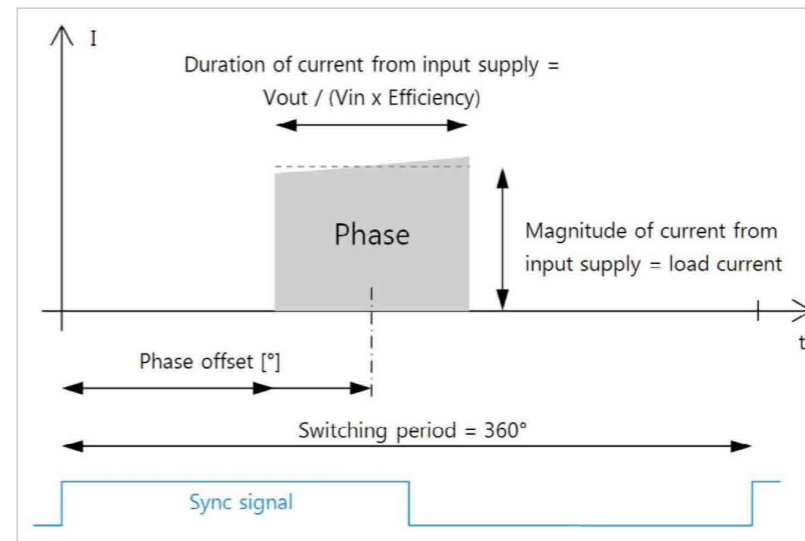 I
Duration of current from input supply =
Vout / (Vin x Efficiency)
Phase
Magnitude of current from
input supply = load current
t
Phase offset [°]
Switching period = 360°
Sync signal